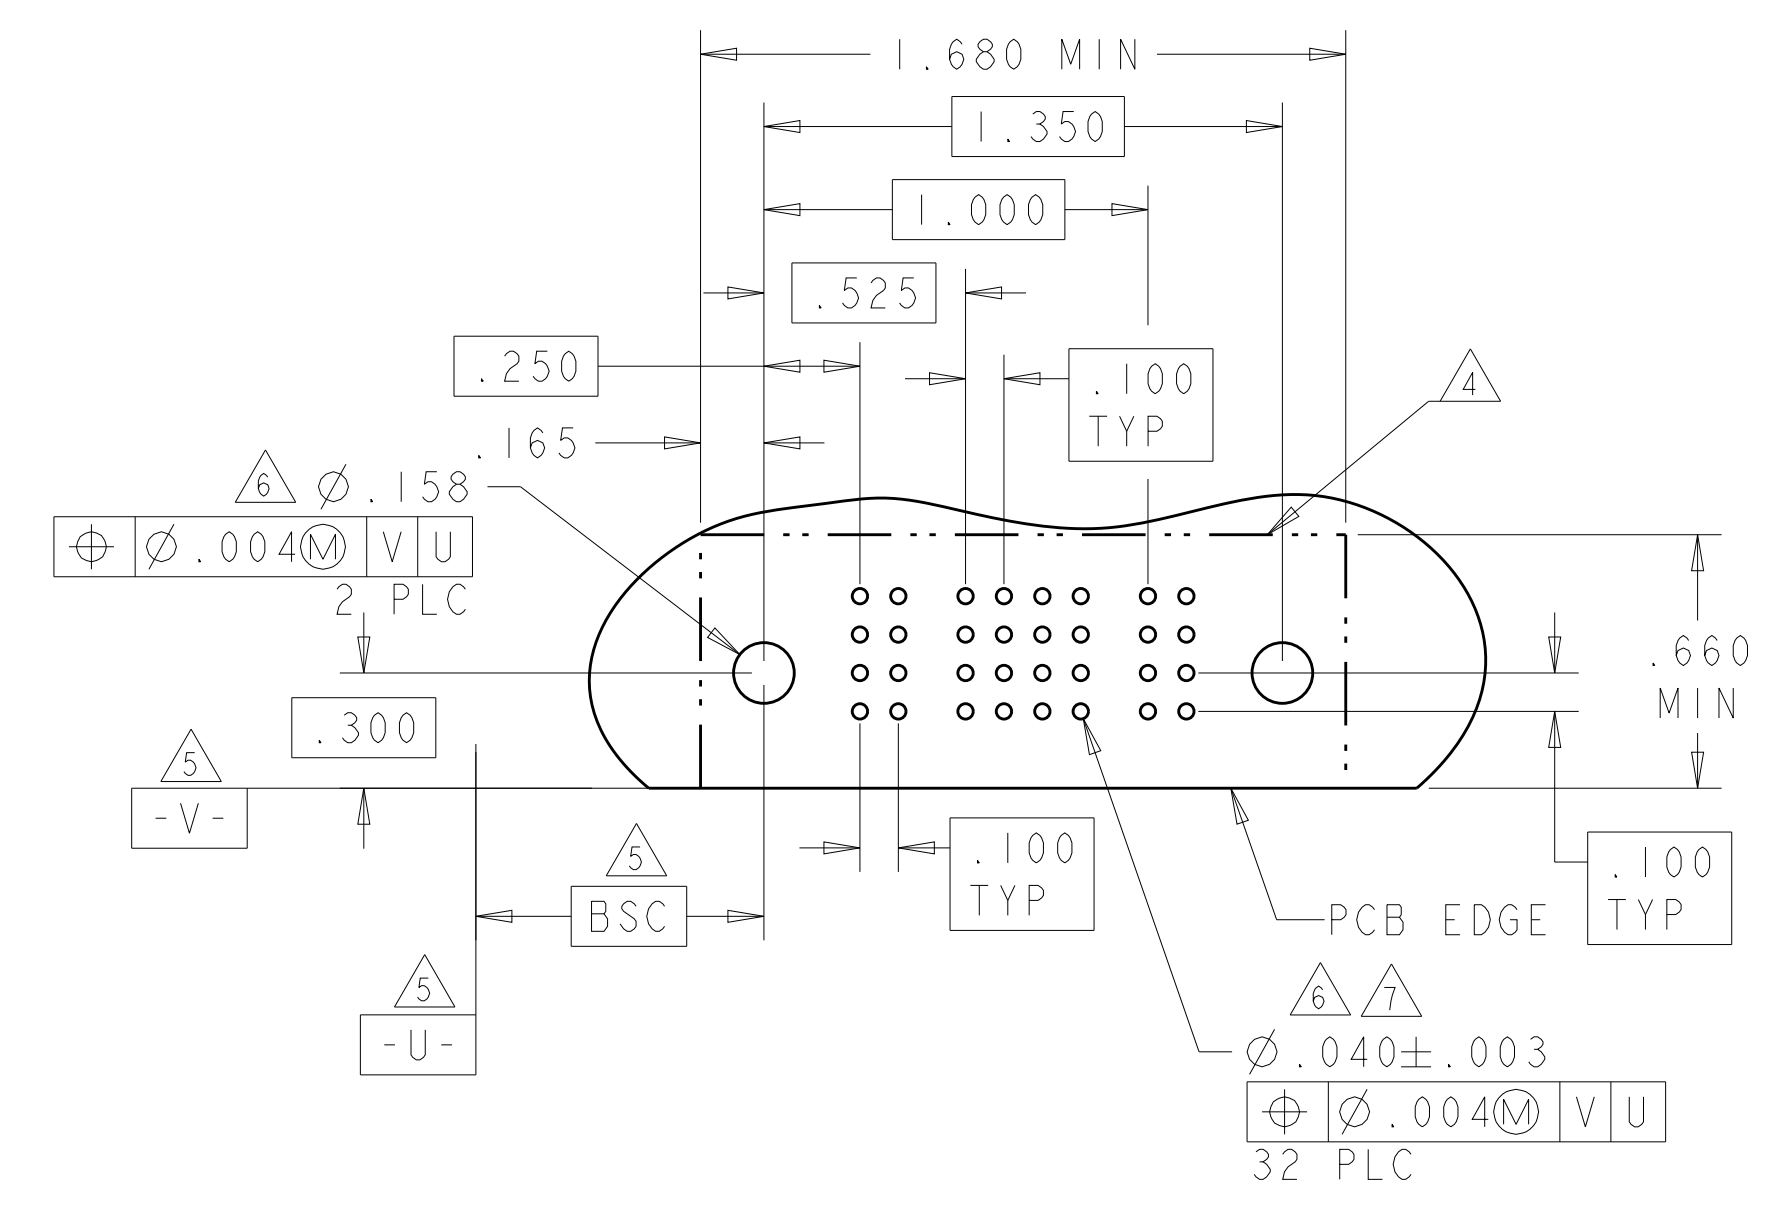 1.680 MIN
1.350
1.000
.525
.250
.100
TYP
4
.165
6 Ø .158
⌖ Ø .004Ⓜ V U
2 PLC
.660
MIN
.300
5
-V-
5
BSC
.100
TYP
.100
TYP
PCB EDGE
5
-U-
6 7
Ø .040±.003
⌖ Ø .004Ⓜ V U
32 PLC